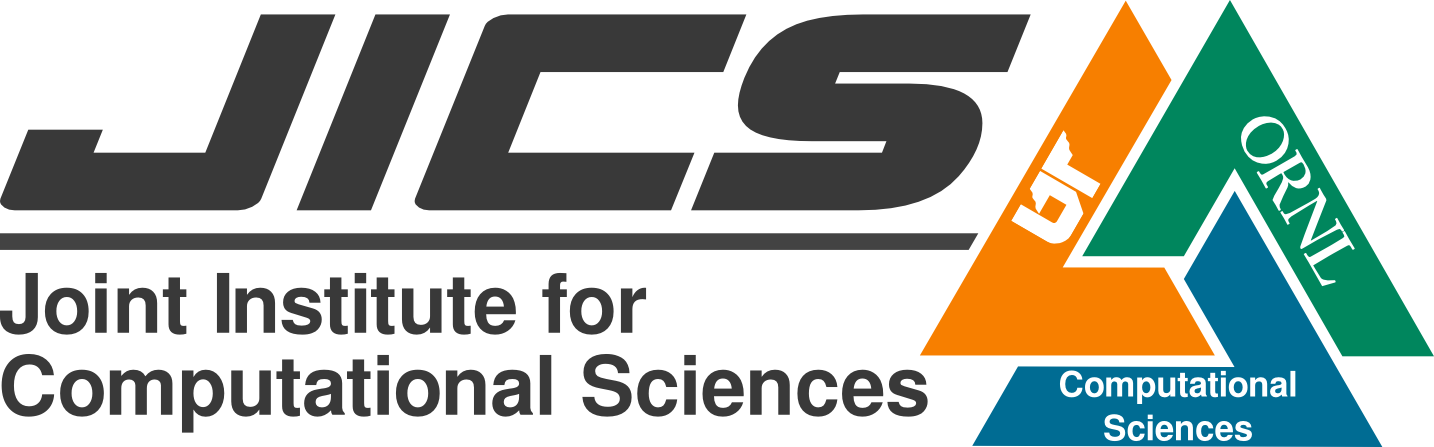 JICS
Joint Institute for
Computational Sciences
UT
ORNL
Computational
Sciences